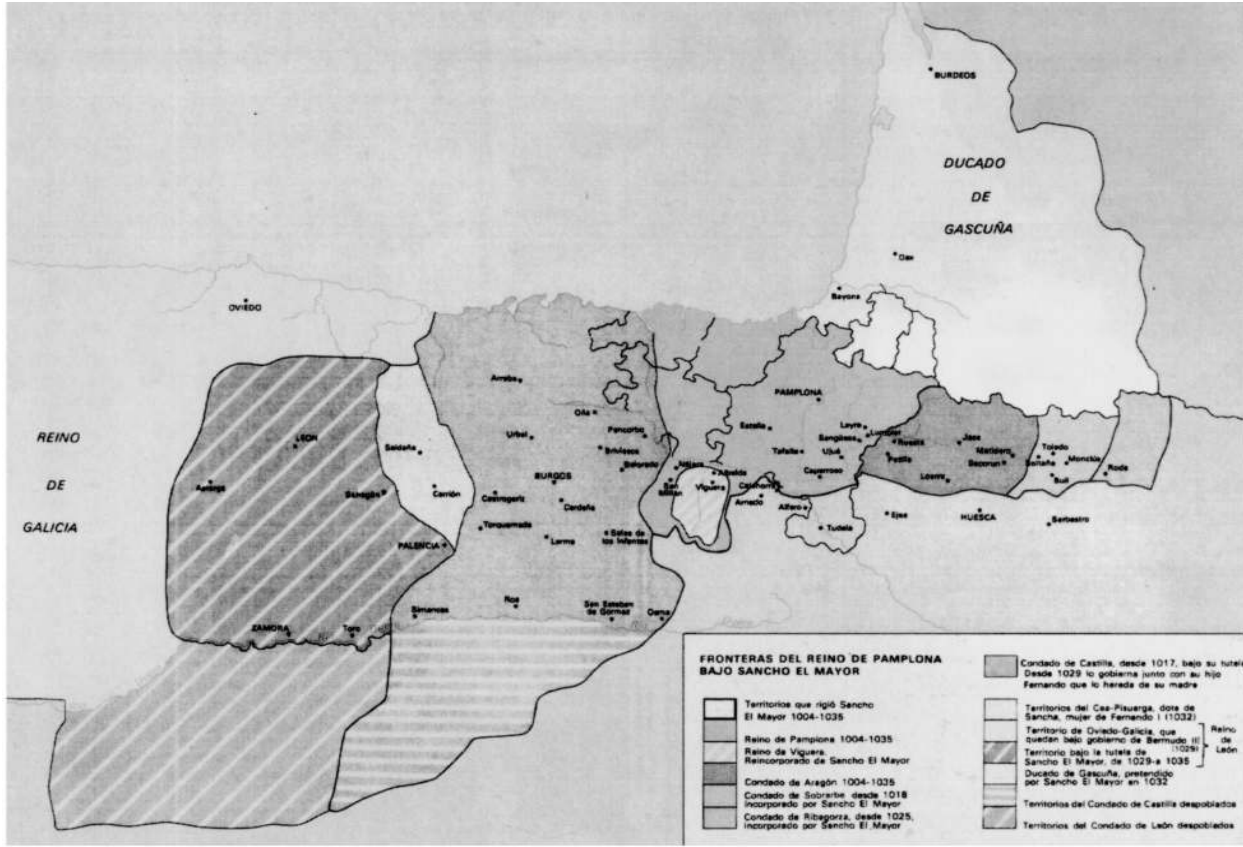 BURDEOS
DUCADO
DE
GASCUÑA
Dax
Bayona
OVIEDO
REINO
DE
GALICIA
LEON
Astorga
Sahagún
Saldaña
Carrión
PALENCIA
ZAMORA
Toro
Simancas
Arreba
Oña
Urbel
Pancorbo
Briviesca
Belorado
BURGOS
Castrogeriz
Cardeña
Torquemada
Lerma
Salas de
los Infantes
Roa
San Esteban
de Gormaz
Osma
Nájera
San
Millán
Albelda
Viguera
PAMPLONA
Estella
Leyre
Lumbier
Sangüesa
Tafalla
Ujué
Caparroso
Calahorra
Arnedo
Alfaro
Tudela
Ruesta
Petilla
Jaca
Matidero
Loarre
Ejea
HUESCA
Toledo
Boltaña
Monclús
Buil
Roda
Barbastro
FRONTERAS DEL REINO DE PAMPLONA
BAJO SANCHO EL MAYOR
Territorios que rigió Sancho
El Mayor 1004-1035
Reino de Pamplona 1004-1035
Reino de Viguera.
Reincorporado de Sancho El Mayor
Condado de Aragón 1004-1035
Condado de Sobrarbe desde 1018
incorporado por Sancho El Mayor
Condado de Ribagorza, desde 1025,
incorporado por Sancho El Mayor
Condado de Castilla, desde 1017, bajo su tutela
Desde 1029 lo gobierna junto con su hijo
Fernando que lo hereda de su madre
Territorios del Cea-Pisuerga, dote de
Sancha, mujer de Fernando I (1032)
Territorio de Oviedo-Galicia, que
quedan bajo gobierno de Bermudo III
(1029)
Territorio bajo la tutela de
Sancho El Mayor, de 1029-a 1035
Reino
de
León
Ducado de Gascuña, pretendido
por Sancho El Mayor en 1032
Territorios del Condado de Castilla despoblados
Territorios del Condado de León despoblados